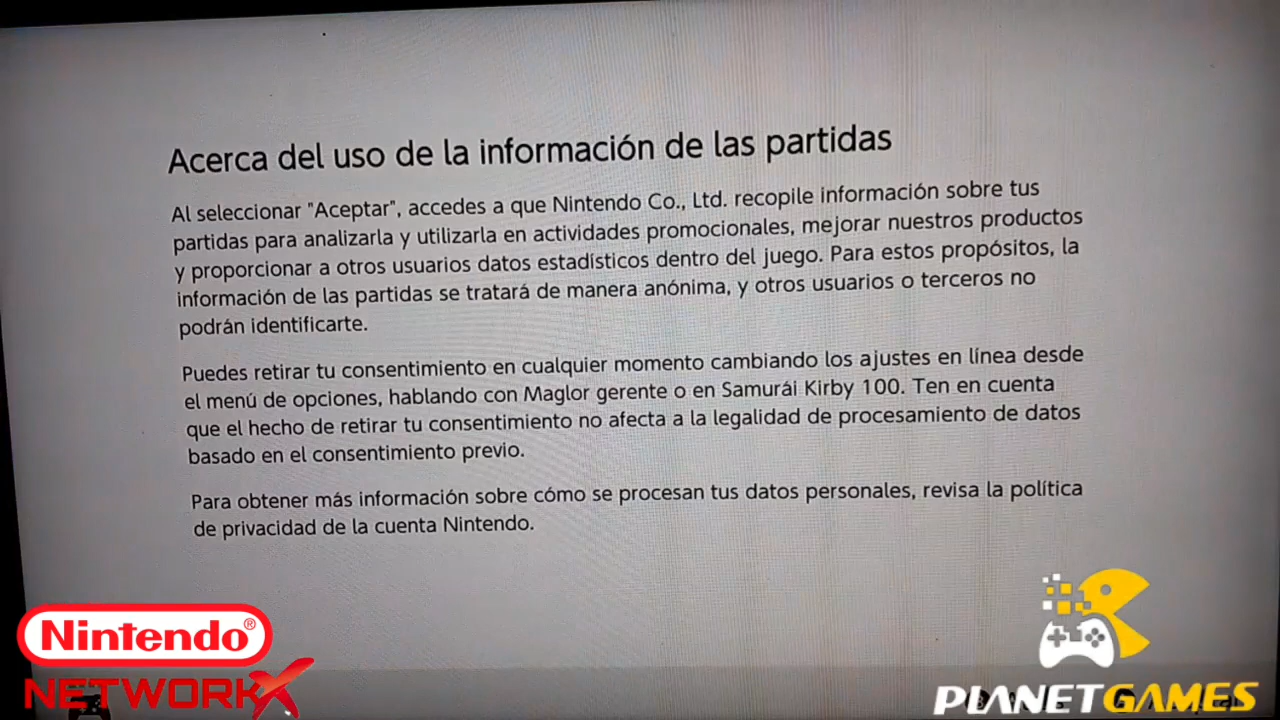 Acerca del uso de la información de las partidas
Al seleccionar "Aceptar", accedes a que Nintendo Co., Ltd. recopile información sobre tus
partidas para analizarla y utilizarla en actividades promocionales, mejorar nuestros productos
y proporcionar a otros usuarios datos estadísticos dentro del juego. Para estos propósitos, la
información de las partidas se tratará de manera anónima, y otros usuarios o terceros no
podrán identificarte.
Puedes retirar tu consentimiento en cualquier momento cambiando los ajustes en línea desde
el menú de opciones, hablando con Maglor gerente o en Samurái Kirby 100. Ten en cuenta
que el hecho de retirar tu consentimiento no afecta a la legalidad de procesamiento de datos
basado en el consentimiento previo.
Para obtener más información sobre cómo se procesan tus datos personales, revisa la política
de privacidad de la cuenta Nintendo.
Nintendo®
NETWORK X
PLANETGAMES